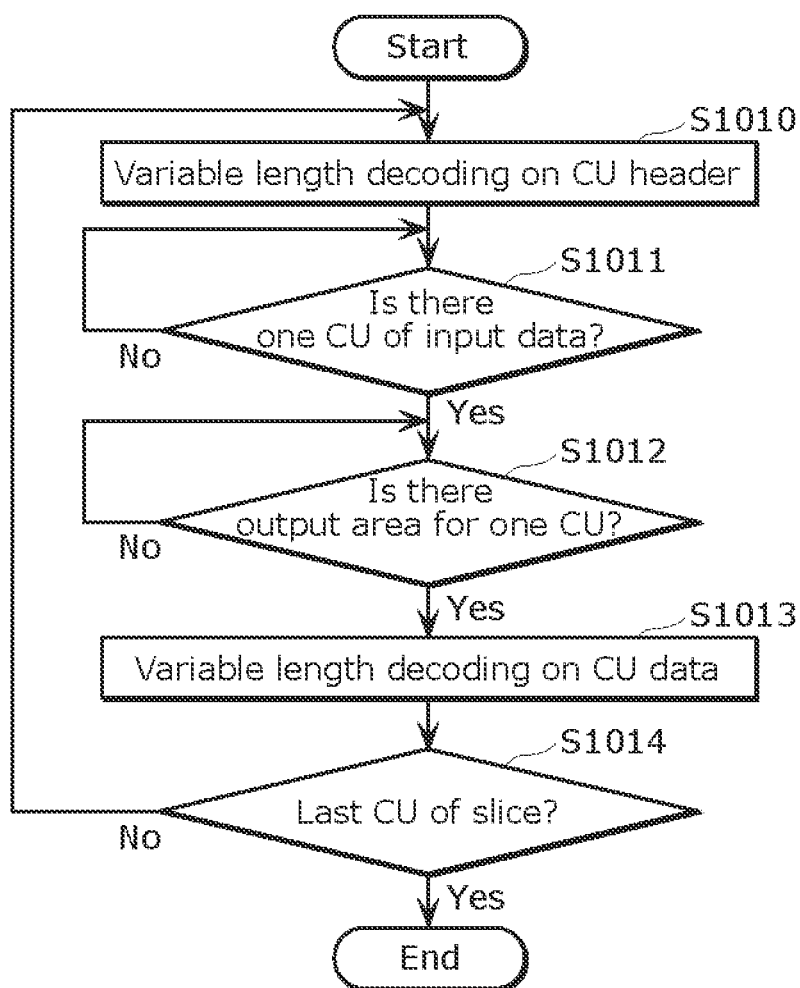 Start
S1010
Variable length decoding on CU header
S1011
Is there
one CU of input data?
No
Yes
S1012
Is there
output area for one CU?
No
Yes
S1013
Variable length decoding on CU data
S1014
Last CU of slice?
No
Yes
End